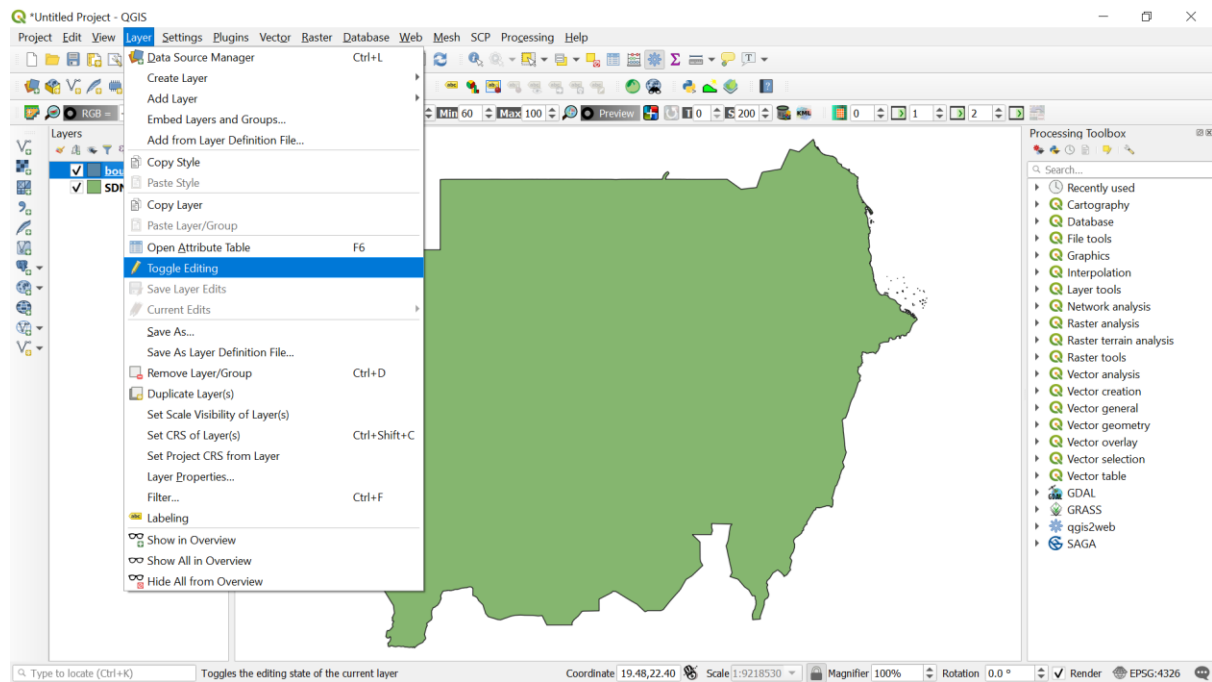 *Untitled Project - QGIS
Project Edit View Layer Settings Plugins Vector Raster Database Web Mesh SCP Processing Help
RGB =
Min 60 Max 100 Preview T 0 S 200 KML 0 1 2
Layers
bou
SDN
Data Source Manager Ctrl+L
Create Layer
Add Layer
Embed Layers and Groups...
Add from Layer Definition File...
Copy Style
Paste Style
Copy Layer
Paste Layer/Group
Open Attribute Table F6
Toggle Editing
Save Layer Edits
Current Edits
Save As...
Save As Layer Definition File...
Remove Layer/Group Ctrl+D
Duplicate Layer(s)
Set Scale Visibility of Layer(s)
Set CRS of Layer(s) Ctrl+Shift+C
Set Project CRS from Layer
Layer Properties...
Filter... Ctrl+F
abc Labeling
Show in Overview
Show All in Overview
Hide All from Overview
Processing Toolbox
Search...
Recently used
Cartography
Database
File tools
Graphics
Interpolation
Layer tools
Network analysis
Raster analysis
Raster terrain analysis
Raster tools
Vector analysis
Vector creation
Vector general
Vector geometry
Vector overlay
Vector selection
Vector table
GDAL
GRASS
qgis2web
SAGA
Type to locate (Ctrl+K) Toggles the editing state of the current layer Coordinate 19.48,22.40 Scale 1:9218530 Magnifier 100% Rotation 0.0 ° Render EPSG:4326